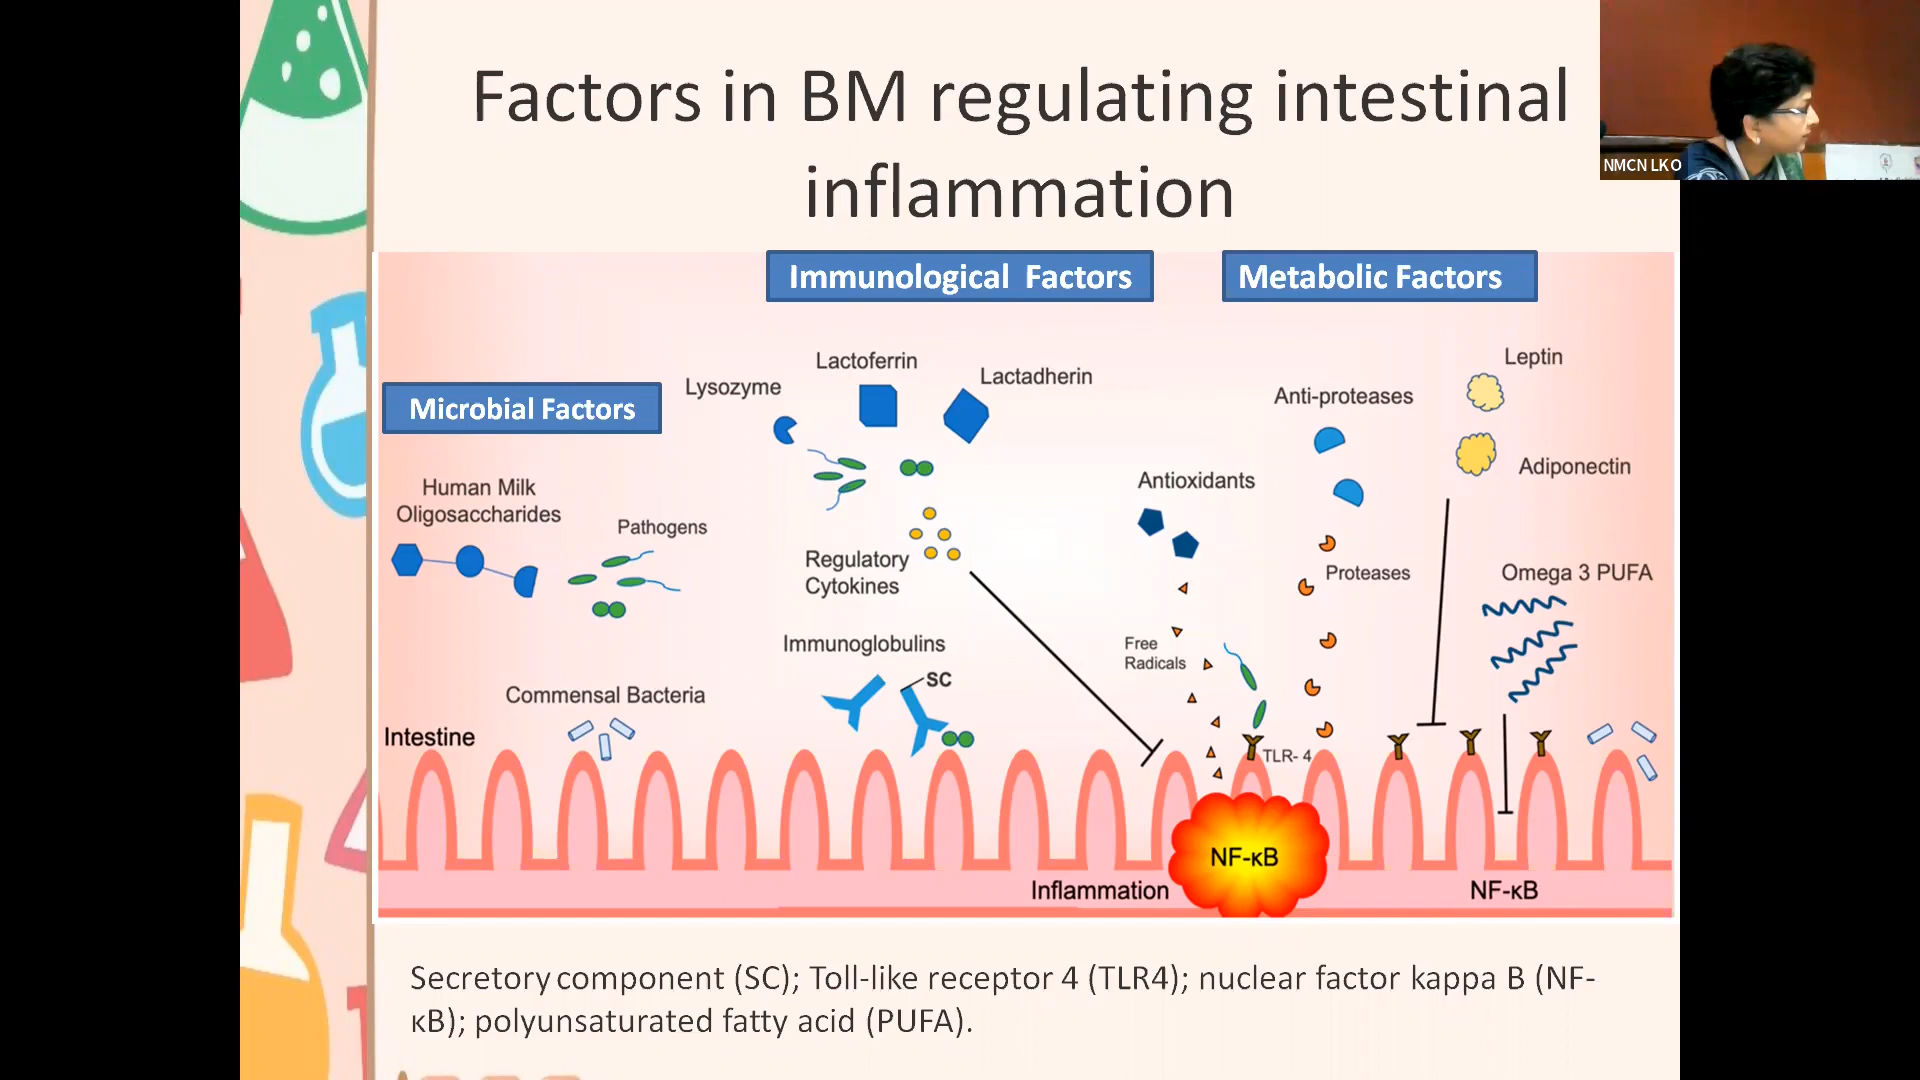 Factors in BM regulating intestinal
inflammation
NMCN LKO
Immunological Factors
Metabolic Factors
Microbial Factors
Lysozyme
Lactoferrin
Lactadherin
Anti-proteases
Leptin
Adiponectin
Human Milk
Oligosaccharides
Pathogens
Antioxidants
Regulatory
Cytokines
Proteases
Omega 3 PUFA
Immunoglobulins
SC
Free
Radicals
Commensal Bacteria
Intestine
TLR- 4
NF-κB
Inflammation
NF-κB
Secretory component (SC); Toll-like receptor 4 (TLR4); nuclear factor kappa B (NF-
κB); polyunsaturated fatty acid (PUFA).